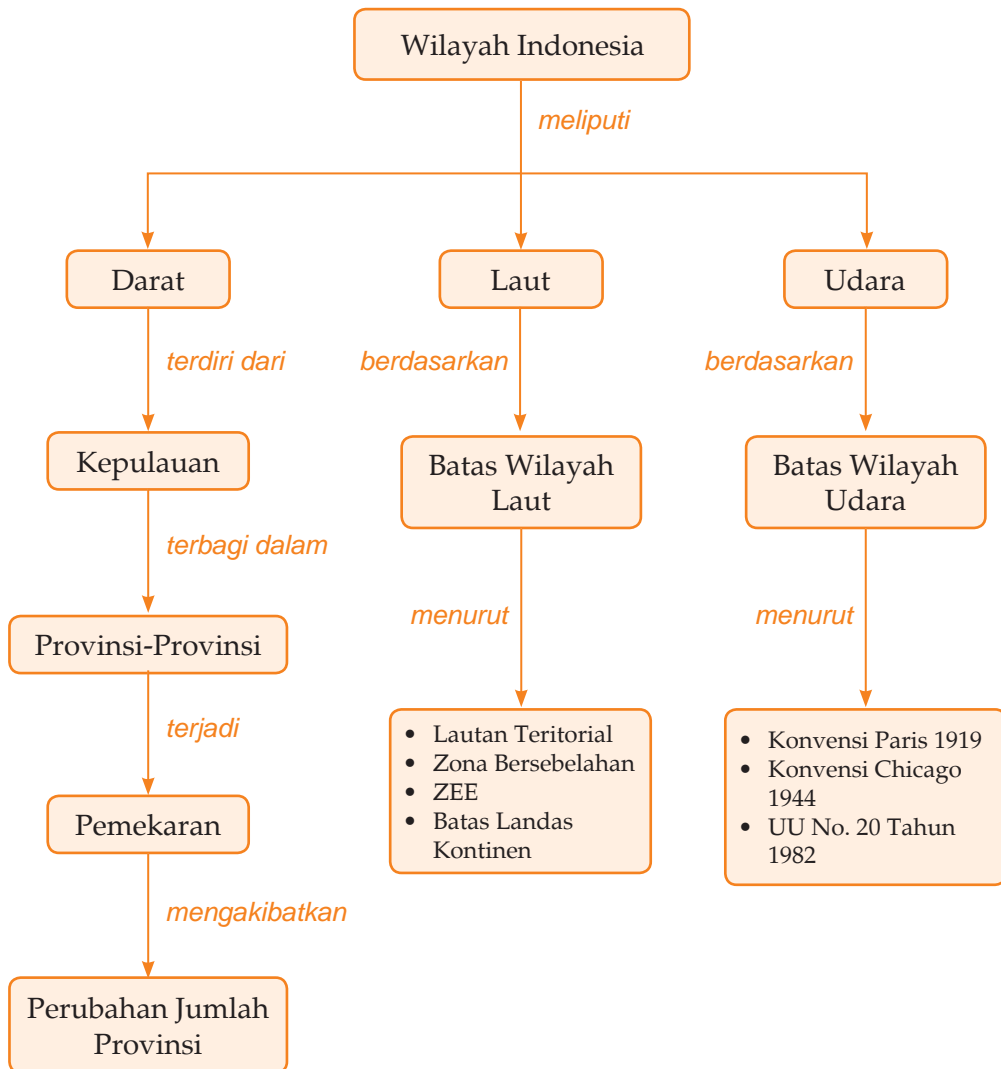 Wilayah Indonesia
meliputi
Darat
Laut
Udara
terdiri dari
berdasarkan
berdasarkan
Kepulauan
Batas Wilayah
Laut
Batas Wilayah
Udara
terbagi dalam
menurut
menurut
Provinsi-Provinsi
terjadi
• Lautan Teritorial
• Zona Bersebelahan
• ZEE
• Batas Landas
Kontinen
• Konvensi Paris 1919
• Konvensi Chicago
1944
• UU No. 20 Tahun
1982
Pemekaran
mengakibatkan
Perubahan Jumlah
Provinsi